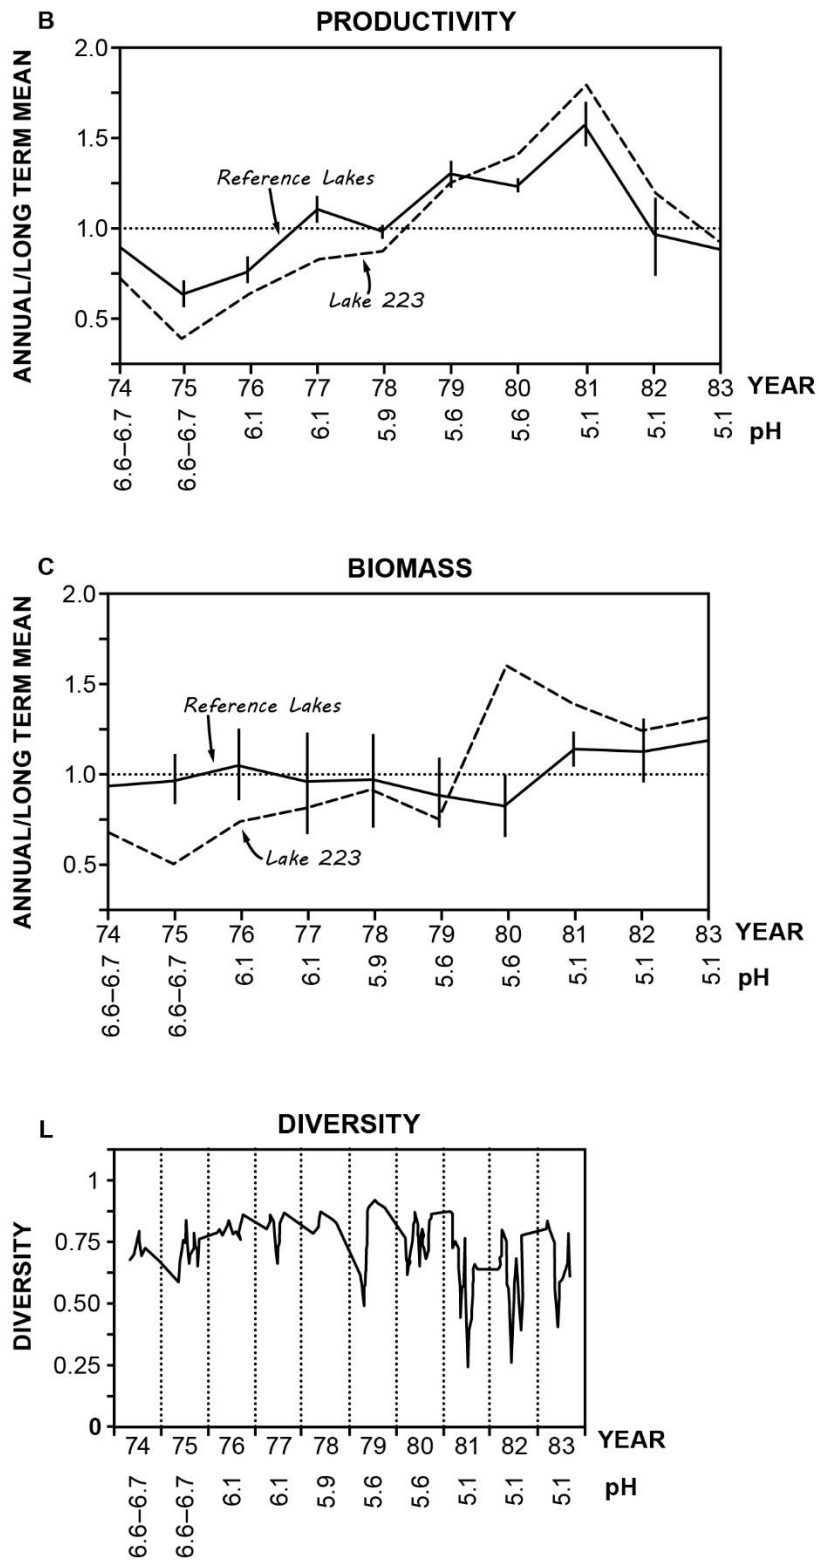 B
PRODUCTIVITY
ANNUAL/LONG TERM MEAN
2.0
1.5
1.0
0.5
Reference Lakes
Lake 223
74 75 76 77 78 79 80 81 82 83 YEAR
6.6–6.7 6.6–6.7 6.1 6.1 5.9 5.6 5.6 5.1 5.1 5.1 pH
C
BIOMASS
ANNUAL/LONG TERM MEAN
2.0
1.5
1.0
0.5
Reference Lakes
Lake 223
74 75 76 77 78 79 80 81 82 83 YEAR
6.6–6.7 6.6–6.7 6.1 6.1 5.9 5.6 5.6 5.1 5.1 5.1 pH
L
DIVERSITY
DIVERSITY
1
0.75
0.50
0.25
0
74 75 76 77 78 79 80 81 82 83 YEAR
6.6–6.7 6.6–6.7 6.1 6.1 5.9 5.6 5.6 5.1 5.1 5.1 pH